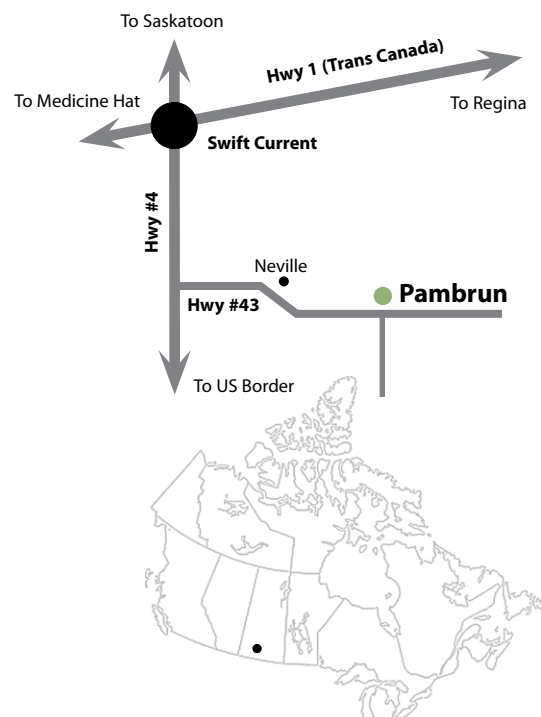 To Saskatoon
Hwy 1 (Trans Canada)
To Medicine Hat
To Regina
Swift Current
Hwy #4
Neville
Pambrun
Hwy #43
To US Border